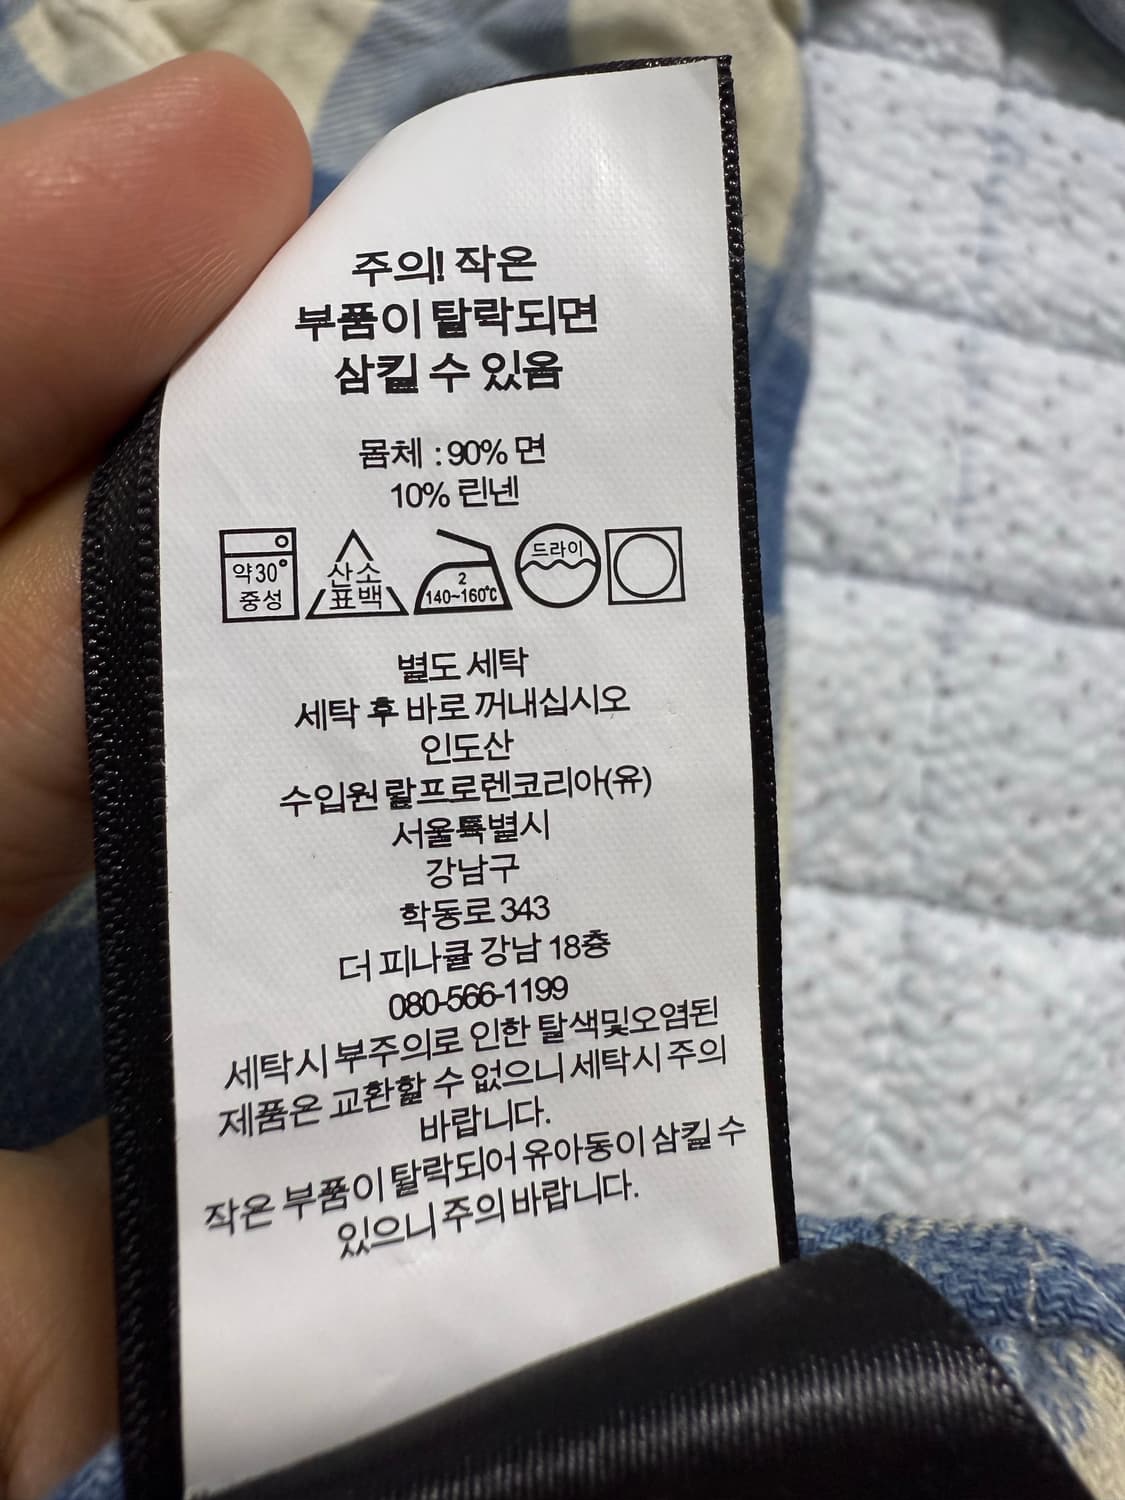 주의! 작은
부품이 탈락되면
삼킬 수 있음
몸체 : 90% 면
10% 린넨
약30°
중성
산소
표백
2
140~160℃
드라이
별도 세탁
세탁 후 바로 꺼내십시오
인도산
수입원 랄프로렌코리아(유)
서울특별시
강남구
학동로 343
더 피나클 강남 18층
080-566-1199
세탁시 부주의로 인한 탈색및오염된
제품은 교환할 수 없으니 세탁시 주의
바랍니다.
작은 부품이 탈락되어 유아동이 삼킬 수
있으니 주의 바랍니다.